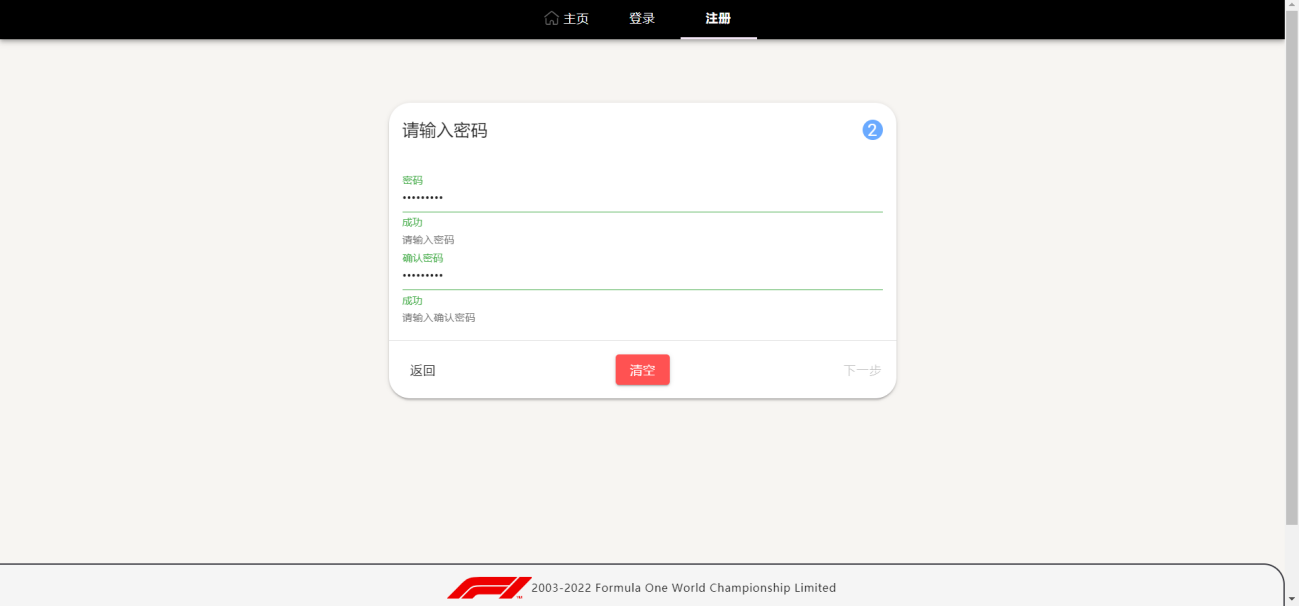 主页 登录 注册
请输入密码 2
密码
•••••••••
成功
请输入密码
确认密码
•••••••••
成功
请输入确认密码
返回 清空 下一步
2003-2022 Formula One World Championship Limited